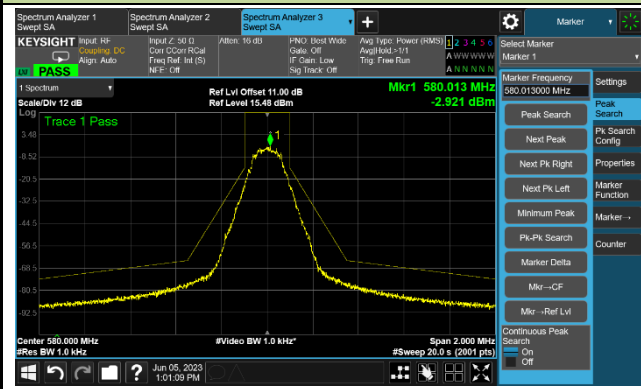 Spectrum Analyzer 1
Swept SA
Spectrum Analyzer 2
Swept SA
Spectrum Analyzer 3
Swept SA
Marker
KEYSIGHT
Input: RF
Coupling: DC
Align: Auto
Input Z: 50 Ω
Corr CCorr RCal
Freq Ref: Int (S)
NFE: Off
Atten: 16 dB
PNO: Best Wide
Gate: Off
IF Gain: Low
Sig Track: Off
Avg Type: Power (RMS)
Avg|Hold:>1/1
Trig: Free Run
1 2 3 4 5 6
A WWWWW
A N N N N N
LVI PASS
Select Marker
Marker 1
1 Spectrum
Scale/Div 12 dB
Ref Lvl Offset 11.00 dB
Ref Level 15.48 dBm
Mkr1 580.013 MHz
-2.921 dBm
Log
Trace 1 Pass
1
3.48
-8.52
-20.5
-32.5
-44.5
-56.5
-68.5
-80.5
-92.5
Center 580.000 MHz
#Res BW 1.0 kHz
#Video BW 1.0 kHz*
Span 2.000 MHz
#Sweep 20.0 s (2001 pts)
Marker Frequency
580.013000 MHz
Peak Search
Next Peak
Next Pk Right
Next Pk Left
Minimum Peak
Pk-Pk Search
Marker Delta
Mkr→CF
Mkr→Ref Lvl
Continuous Peak
Search
On
Off
Settings
Peak
Search
Pk Search
Config
Properties
Marker
Function
Marker→
Counter
?
Jun 05, 2023
1:01:09 PM